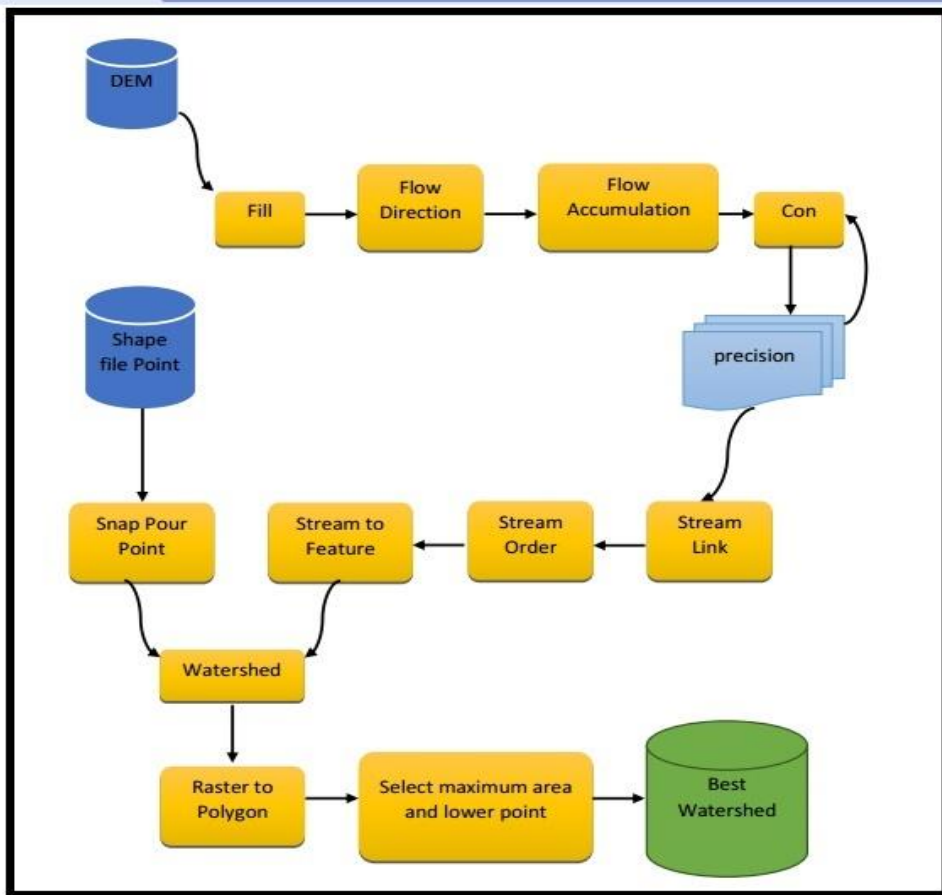 DEM
Fill
Flow
Direction
Flow
Accumulation
Con
Shape
file Point
precision
Snap Pour
Point
Stream to
Feature
Stream
Order
Stream
Link
Watershed
Raster to
Polygon
Select maximum area
and lower point
Best
Watershed